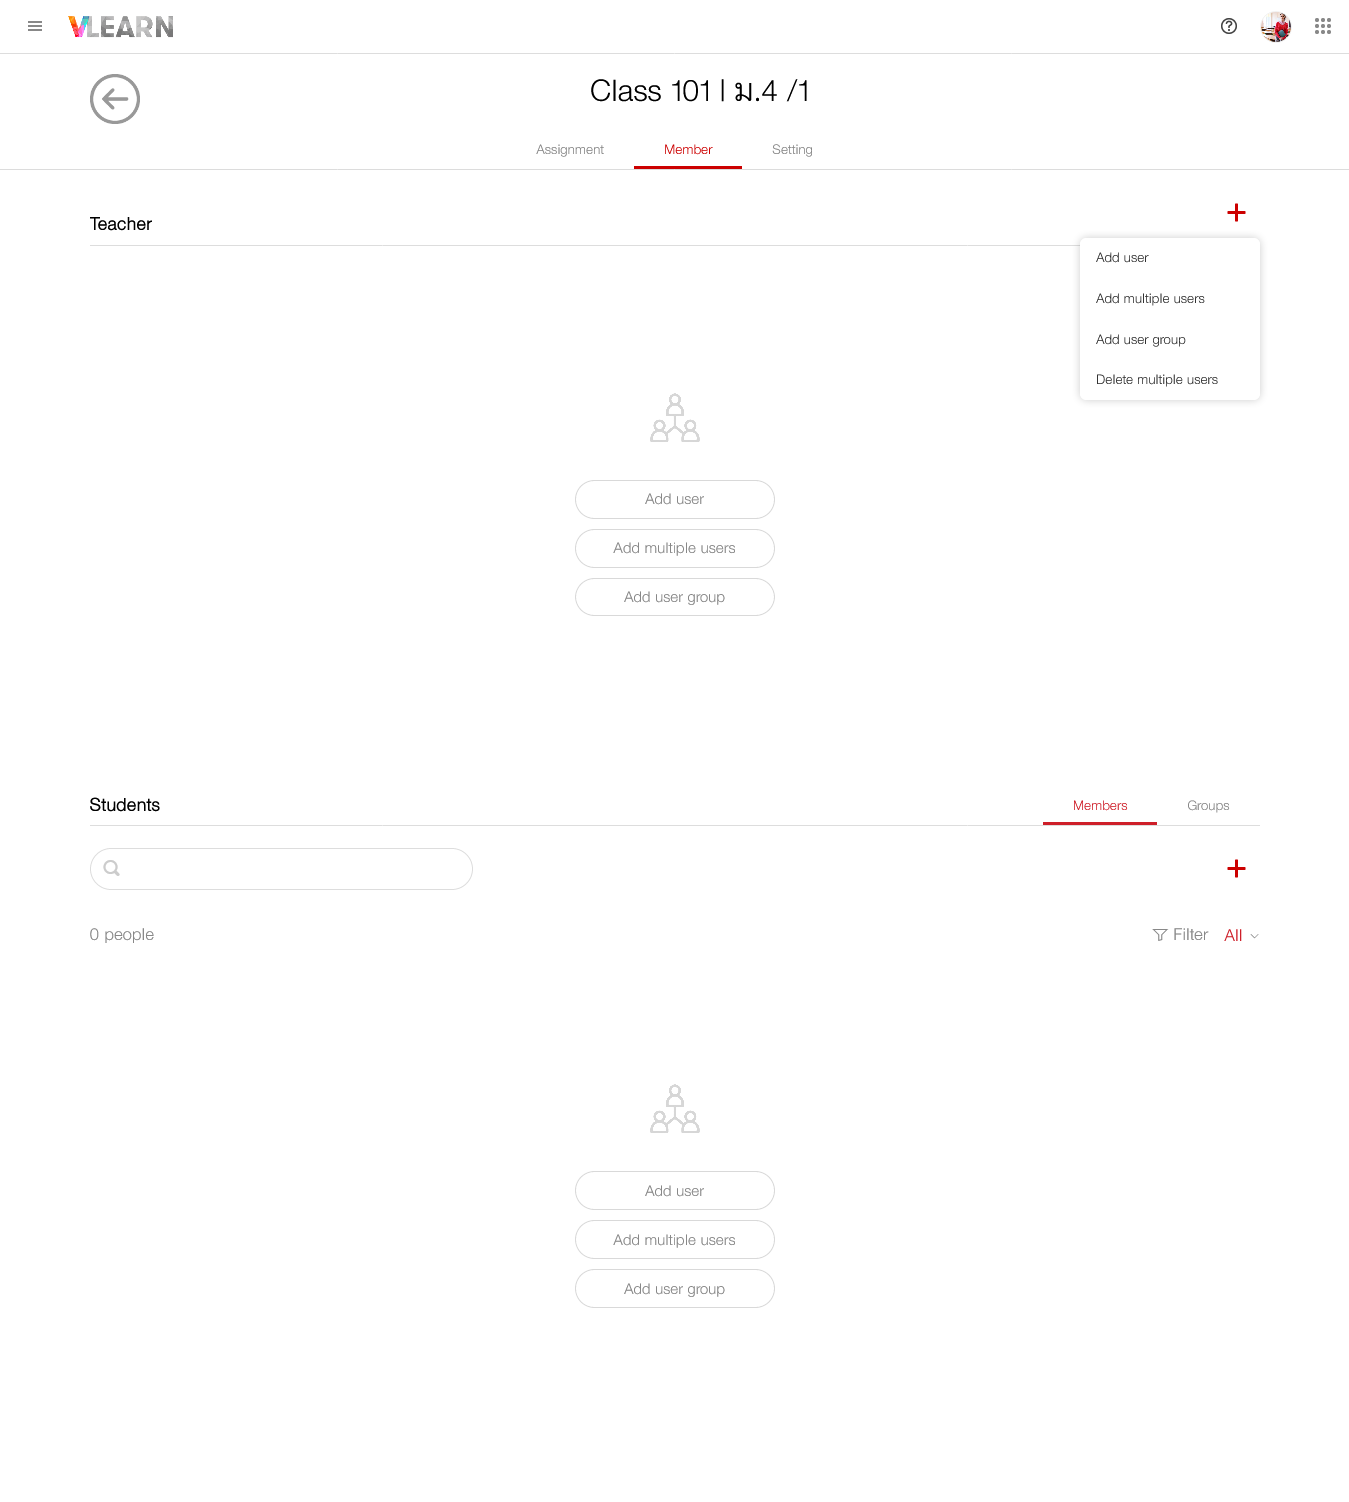 VLEARN
Class 101 | ม.4 /1
Assignment Member Setting
Teacher
Add user
Add multiple users
Add user group
Delete multiple users
Add user
Add multiple users
Add user group
Students
Members Groups
0 people
Filter All
Add user
Add multiple users
Add user group